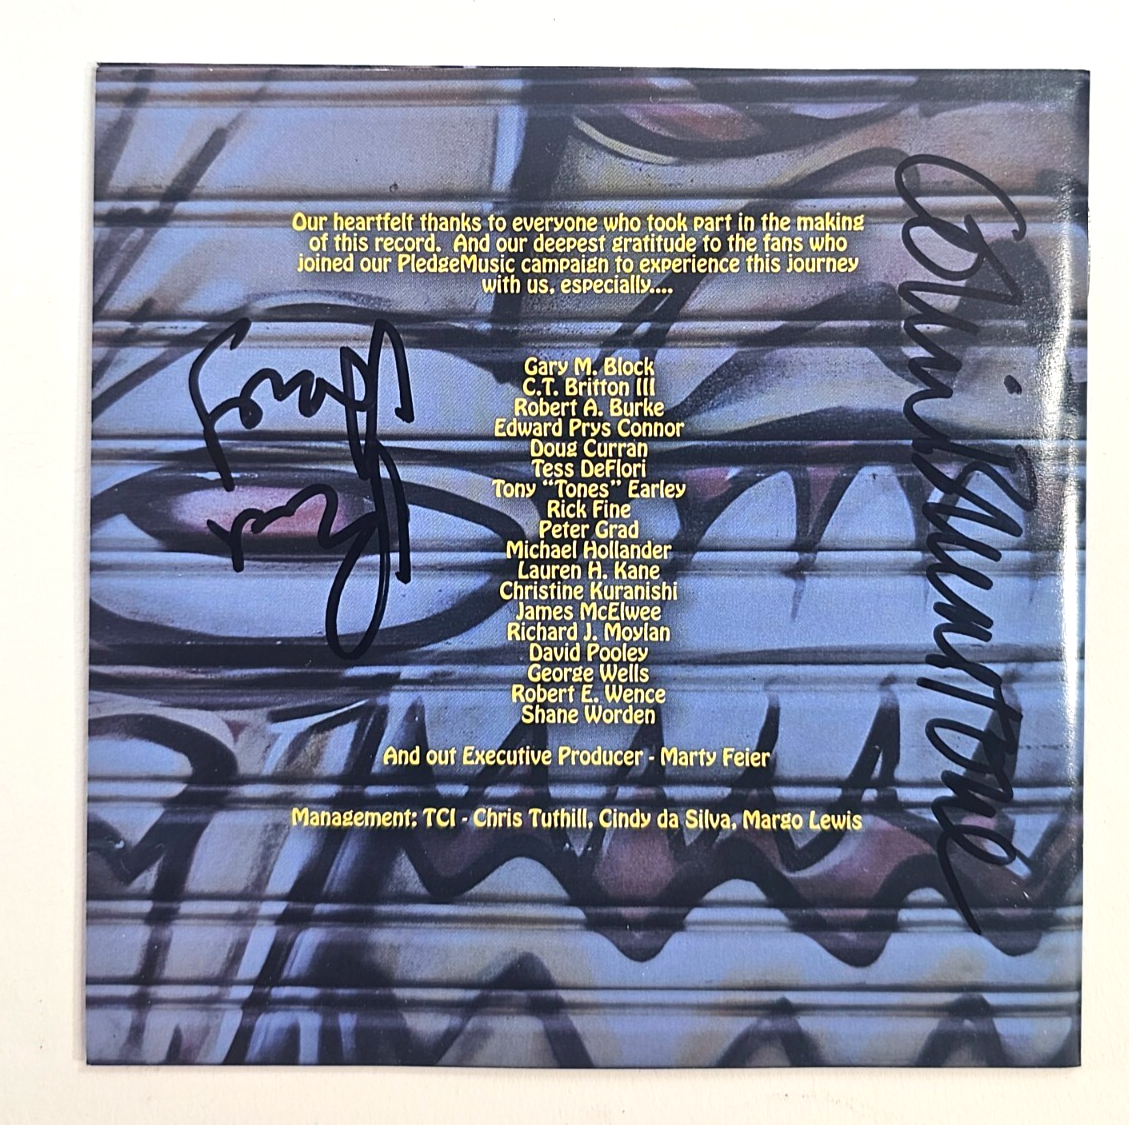 Our heartfelt thanks to everyone who took part in the making
of this record. And our deepest gratitude to the fans who
joined our PledgeMusic campaign to experience this journey
with us, especially....
Gary M. Block
C.T. Britton III
Robert A. Burke
Edward Prys Connor
Doug Curran
Tess DeFlori
Tony “Tones” Earley
Rick Fine
Peter Grad
Michael Hollander
Lauren H. Kane
Christine Kuranishi
James McElwee
Richard J. Moylan
David Pooley
George Wells
Robert E. Wence
Shane Worden
And out Executive Producer - Marty Feier
Management: TCI - Chris Tuthill, Cindy da Silva, Margo Lewis